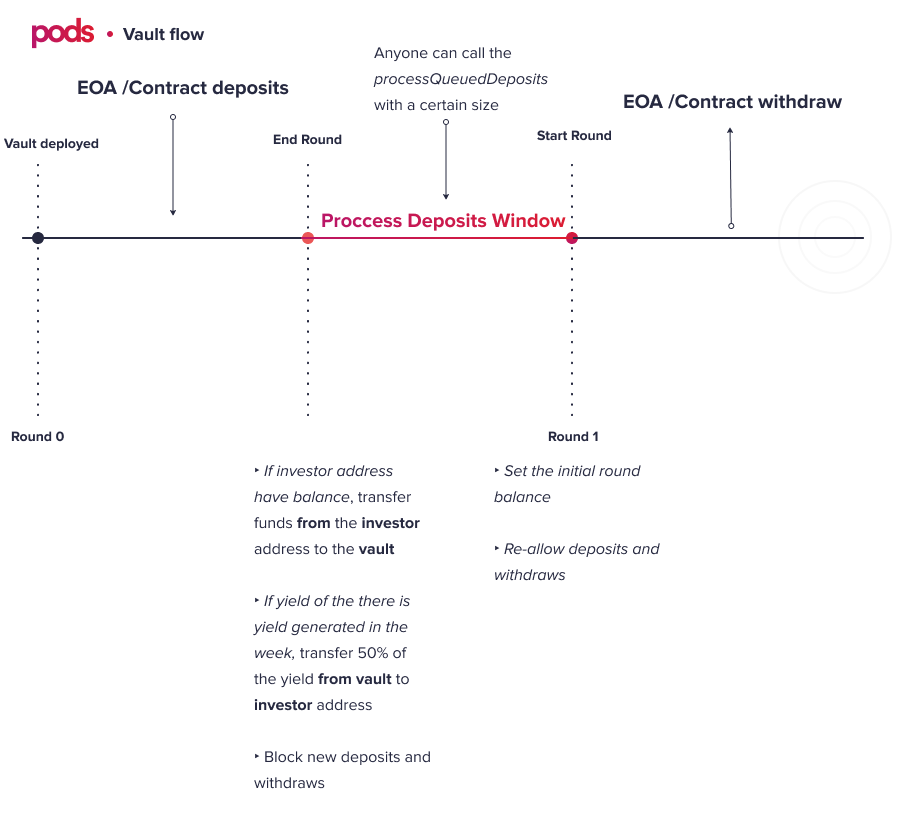 pods • Vault flow
Anyone can call the
processQueuedDeposits
with a certain size
EOA /Contract deposits
EOA /Contract withdraw
Vault deployed
End Round
Start Round
Proccess Deposits Window
Round 0
Round 1
‣ If investor address
have balance, transfer
funds from the investor
address to the vault
‣ If yield of the there is
yield generated in the
week, transfer 50% of
the yield from vault to
investor address
‣ Block new deposits and
withdraws
‣ Set the initial round
balance
‣ Re-allow deposits and
withdraws